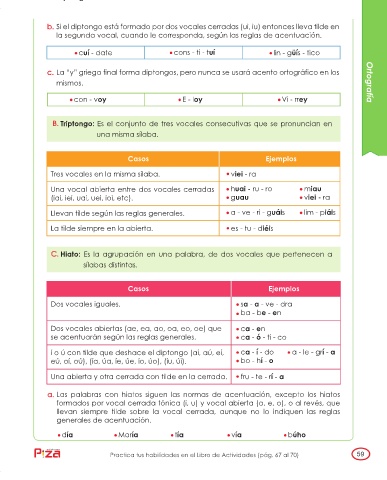 b. Si el diptongo está formado por dos vocales cerradas (ui, iu) entonces lleva tilde en
la segunda vocal, cuando le corresponda, según las reglas de acentuación.
• cuí - date • cons - ti - tuí • lin - güís - tico
c. La "y" griega final forma diptongos, pero nunca se usará acento ortográfico en los
mismos.
• con - voy • E - loy • Vi - rrey
Ortografía
B. Triptongo: Es el conjunto de tres vocales consecutivas que se pronuncian en
una misma sílaba.
Casos Ejemplos
Tres vocales en la misma sílaba. • viei - ra
Una vocal abierta entre dos vocales cerradas • huai - ru - ro • miau
(iai, iei, uai, uei, ioi, etc). • guau • viei - ra
Llevan tilde según las reglas generales. • a - ve - ri - guáis • lim - piáis
La tilde siempre en la abierta. • es - tu - diéis
C. Hiato: Es la agrupación en una palabra, de dos vocales que pertenecen a
sílabas distintas.
Casos Ejemplos
Dos vocales iguales. • sa - a - ve - dra
• ba - be - en
Dos vocales abiertas (ae, ea, ao, oa, eo, oe) que • ca - en
se acentuarán según las reglas generales. • ca - ó - ti - co
I o ú con tilde que deshace el diptongo (aí, aú, eí, • ca - í - do • a - le - grí - a
eú, oí, oú), (ía, úa, íe, úe, ío, úo), (iu, úi). • bo - hí - o
Una abierta y otra cerrada con tilde en la cerrada. • fru - te - rí - a
a. Las palabras con hiatos siguen las normas de acentuación, excepto los hiatos
formados por vocal cerrada tónica (i, u) y vocal abierta (a, e, o), o al revés, que
llevan siempre tilde sobre la vocal cerrada, aunque no lo indiquen las reglas
generales de acentuación.
• día • María • tía • vía • búho
Practica tus habilidades en el Libro de Actividades (pág. 67 al 70) 59